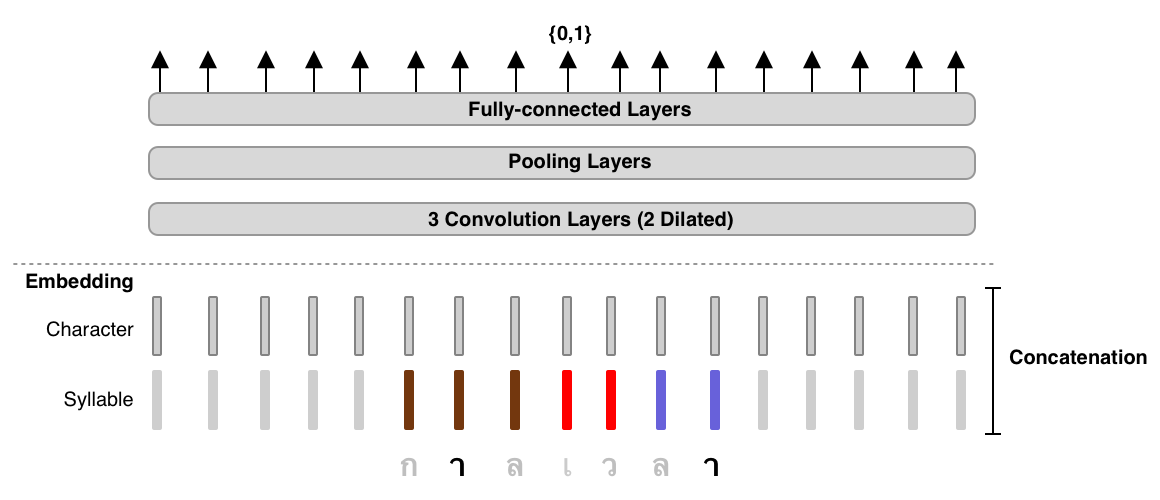 {0,1}
Fully-connected Layers
Pooling Layers
3 Convolution Layers (2 Dilated)
Embedding
Character
Concatenation
Syllable
ก า ล เ ว ล า